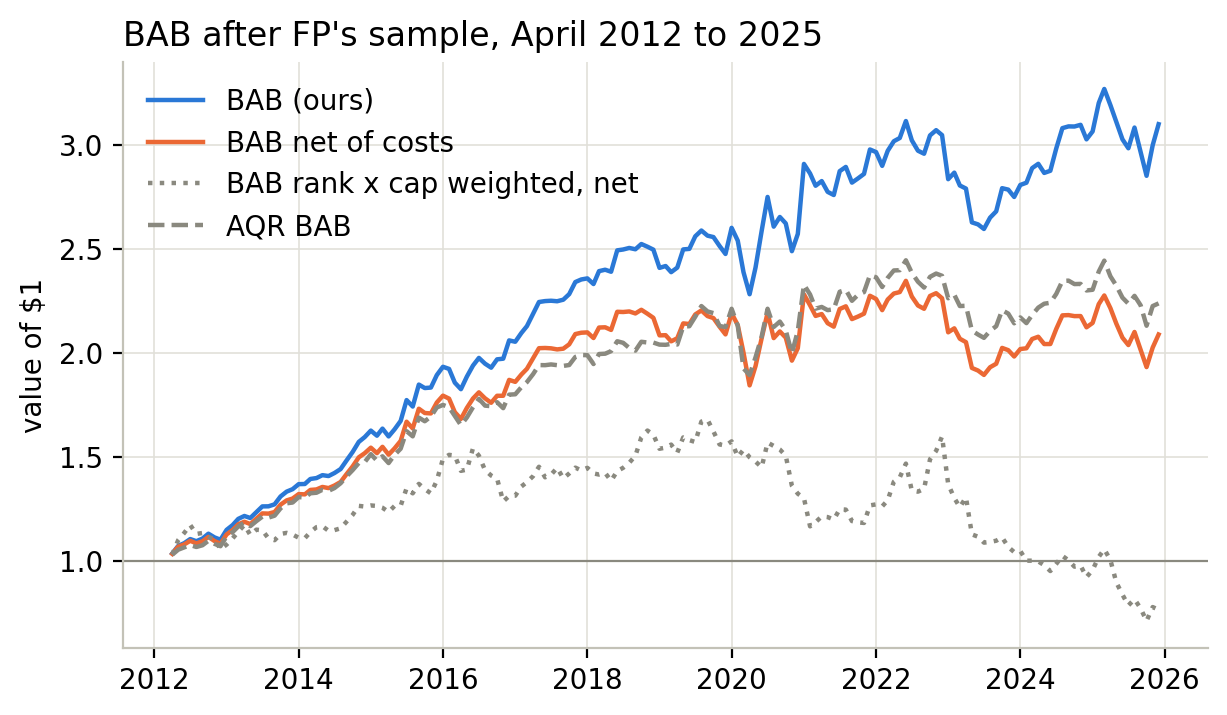 BAB after FP's sample, April 2012 to 2025
BAB (ours)
BAB net of costs
BAB rank x cap weighted, net
AQR BAB
value of $1
3.0
2.5
2.0
1.5
1.0
2012 2014 2016 2018 2020 2022 2024 2026